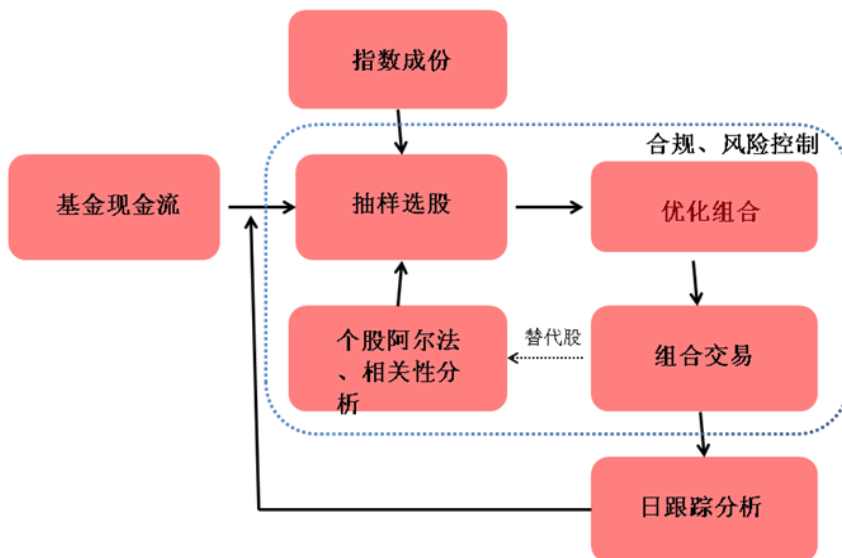 指数成份
合规、风险控制
基金现金流
抽样选股
优化组合
个股阿尔法
、相关性分
析
替代股
组合交易
日跟踪分析